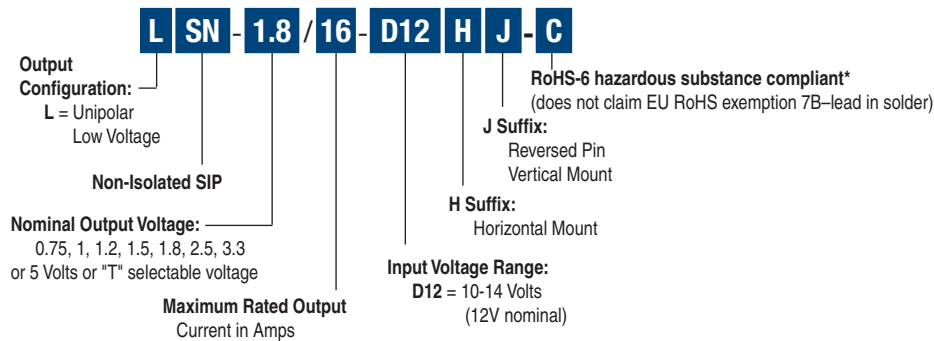 L SN - 1.8 / 16 - D12 H J - C
Output
Configuration:
L = Unipolar
Low Voltage
Non-Isolated SIP
Nominal Output Voltage:
0.75, 1, 1.2, 1.5, 1.8, 2.5, 3.3
or 5 Volts or "T" selectable voltage
Maximum Rated Output
Current in Amps
Input Voltage Range:
D12 = 10-14 Volts
(12V nominal)
H Suffix:
Horizontal Mount
J Suffix:
Reversed Pin
Vertical Mount
RoHS-6 hazardous substance compliant*
(does not claim EU RoHS exemption 7B–lead in solder)